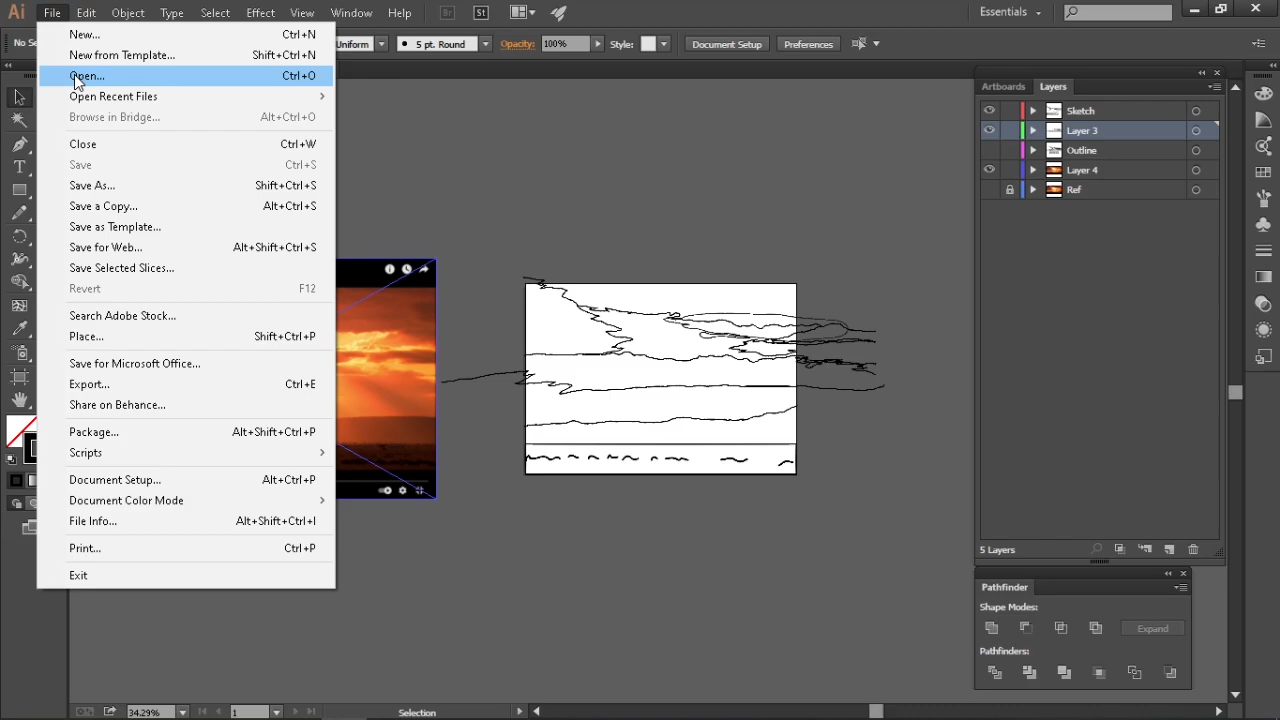 Ai File Edit Object Type Select Effect View Window Help Br St Essentials
Uniform 5 pt. Round Opacity: 100% Style: Document Setup Preferences
New... Ctrl+N
New from Template... Shift+Ctrl+N
Open... Ctrl+O
Open Recent Files
Browse in Bridge... Alt+Ctrl+O
Close Ctrl+W
Save Ctrl+S
Save As... Shift+Ctrl+S
Save a Copy... Alt+Ctrl+S
Save as Template...
Save for Web... Alt+Shift+Ctrl+S
Save Selected Slices...
Revert F12
Search Adobe Stock...
Place... Shift+Ctrl+P
Save for Microsoft Office...
Export... Ctrl+E
Share on Behance...
Package... Alt+Shift+Ctrl+P
Scripts
Document Setup... Alt+Ctrl+P
Document Color Mode
File Info... Alt+Shift+Ctrl+I
Print... Ctrl+P
Exit
Artboards Layers
Sketch
Layer 3
Outline
Layer 4
Ref
5 Layers
Pathfinder
Shape Modes:
Expand
Pathfinders:
34.29% 1 Selection